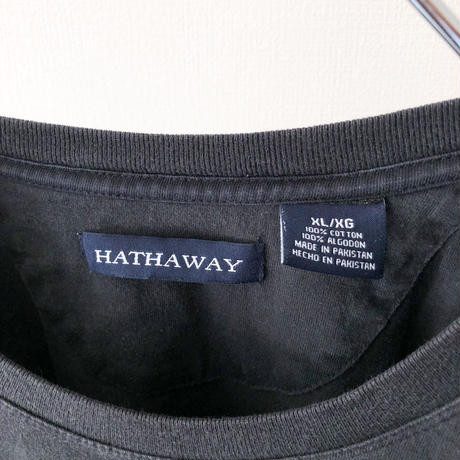 HATHAWAY
XL/XG
100% COTTON
100% ALGODON
MADE IN PAKISTAN
HECHO EN PAKISTAN